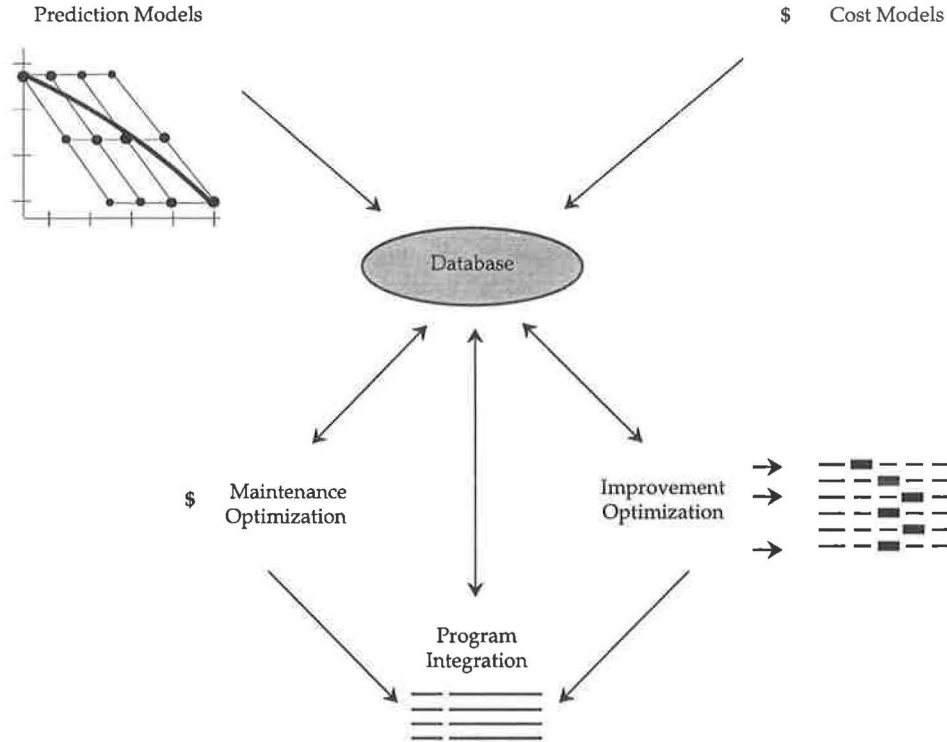 Prediction Models
$ Cost Models
Database
$ Maintenance
Optimization
Improvement
Optimization
Program
Integration